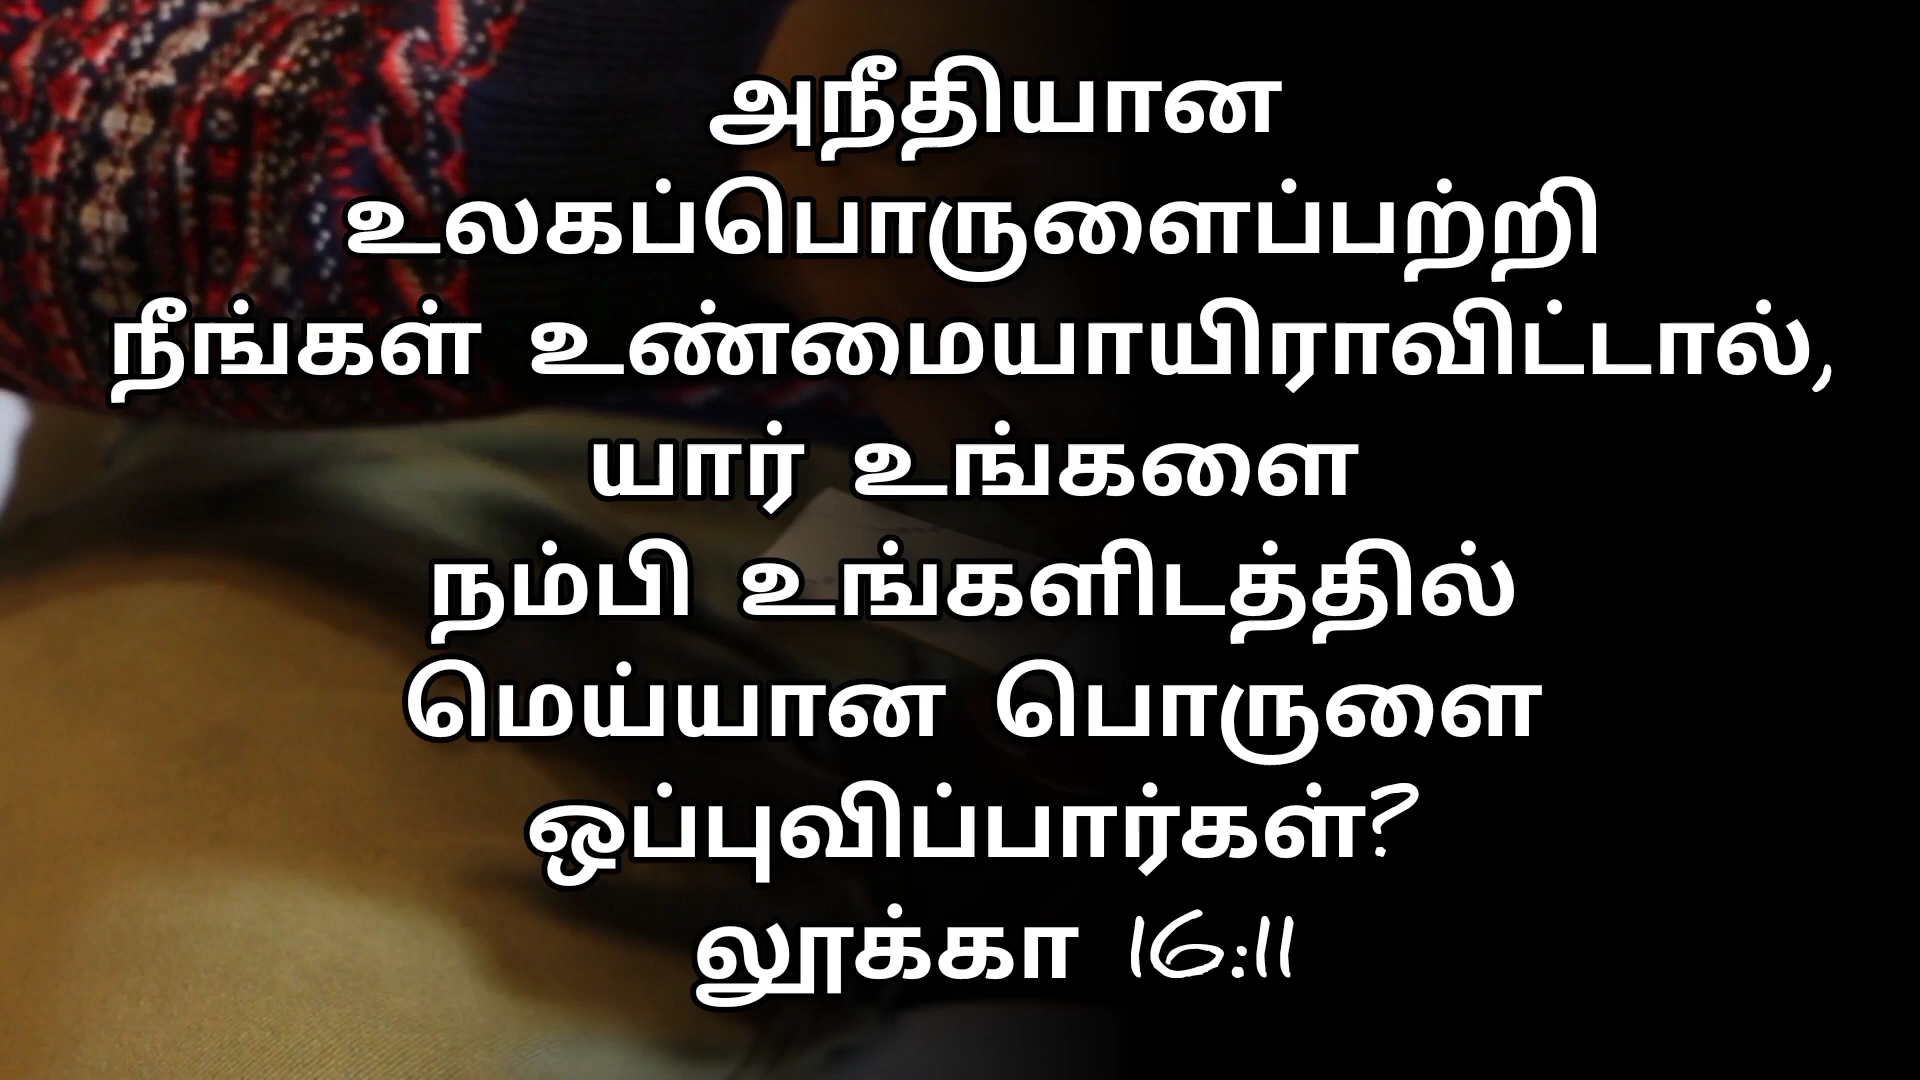 அநீதியான
உலகப்பொருளைப்பற்றி
நீங்கள் உண்மையாயிராவிட்டால்,
யார் உங்களை
நம்பி உங்களிடத்தில்
மெய்யான பொருளை
ஒப்புவிப்பார்கள்?
லூக்கா 16:11